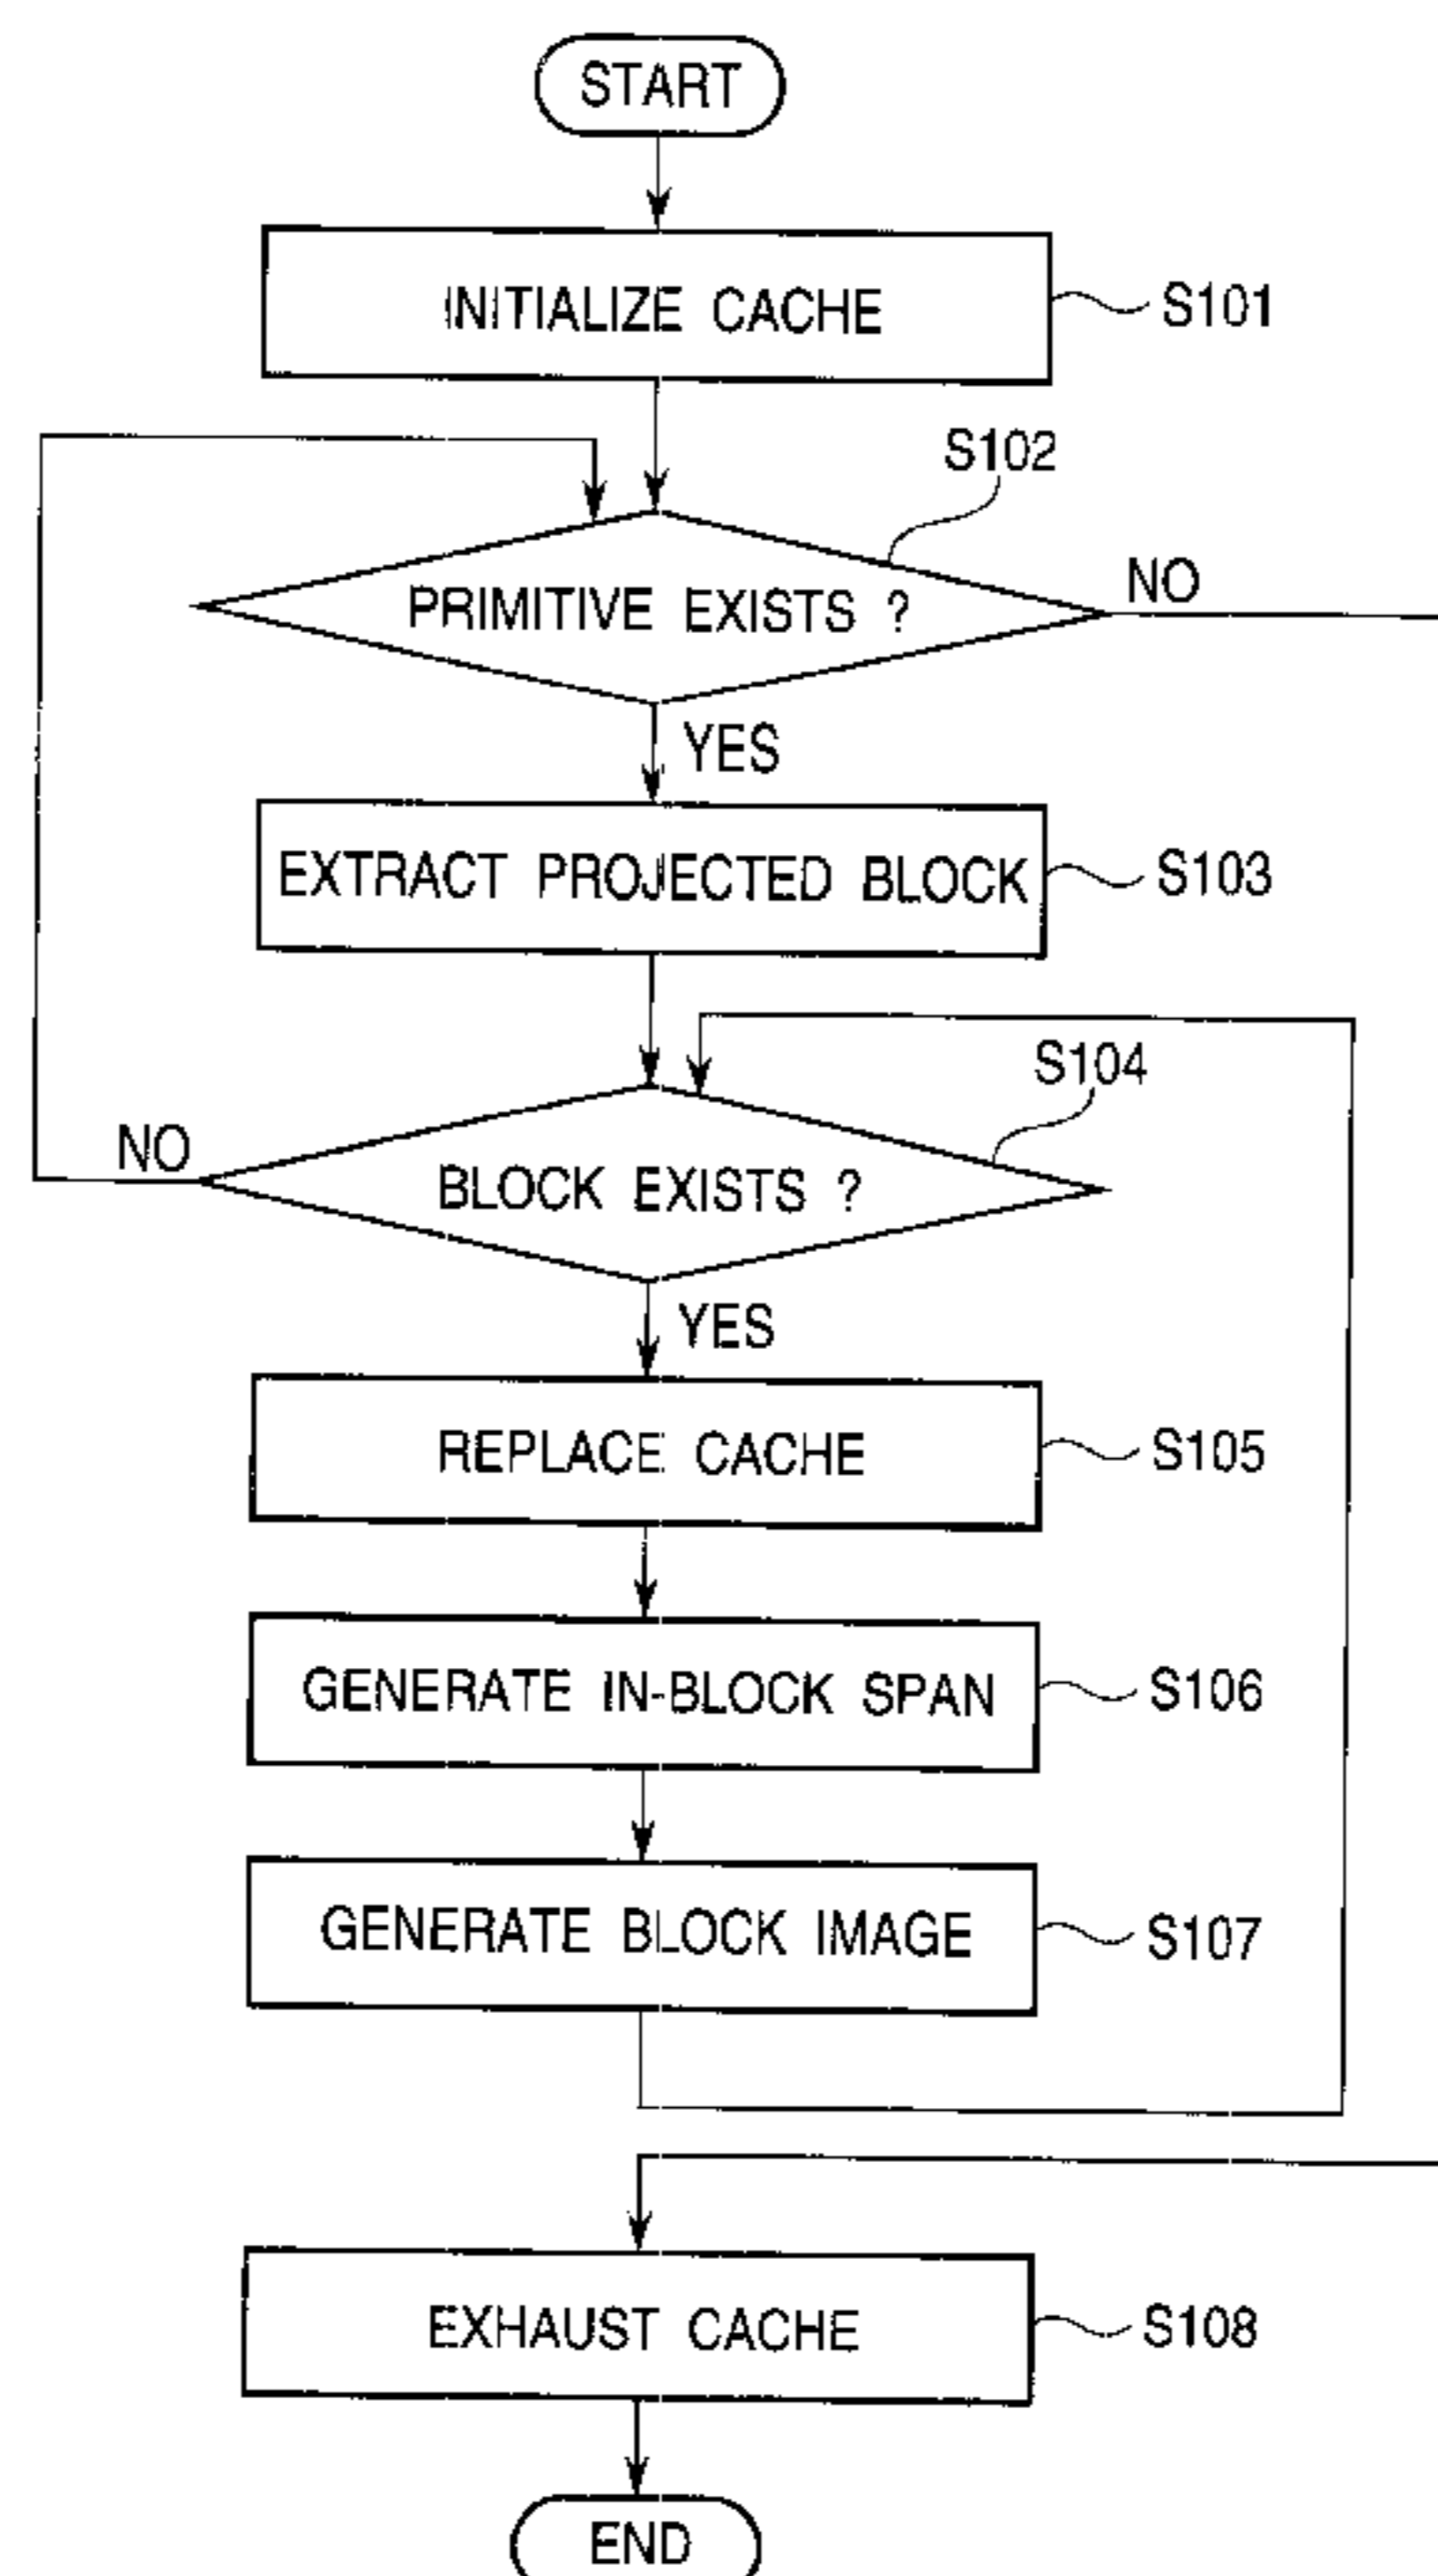 START
INITIALIZE CACHE
S101
S102
PRIMITIVE EXISTS ?
NO
YES
EXTRACT PROJECTED BLOCK
S103
S104
NO
BLOCK EXISTS ?
YES
REPLACE CACHE
S105
GENERATE IN-BLOCK SPAN
S106
GENERATE BLOCK IMAGE
S107
EXHAUST CACHE
S108
END